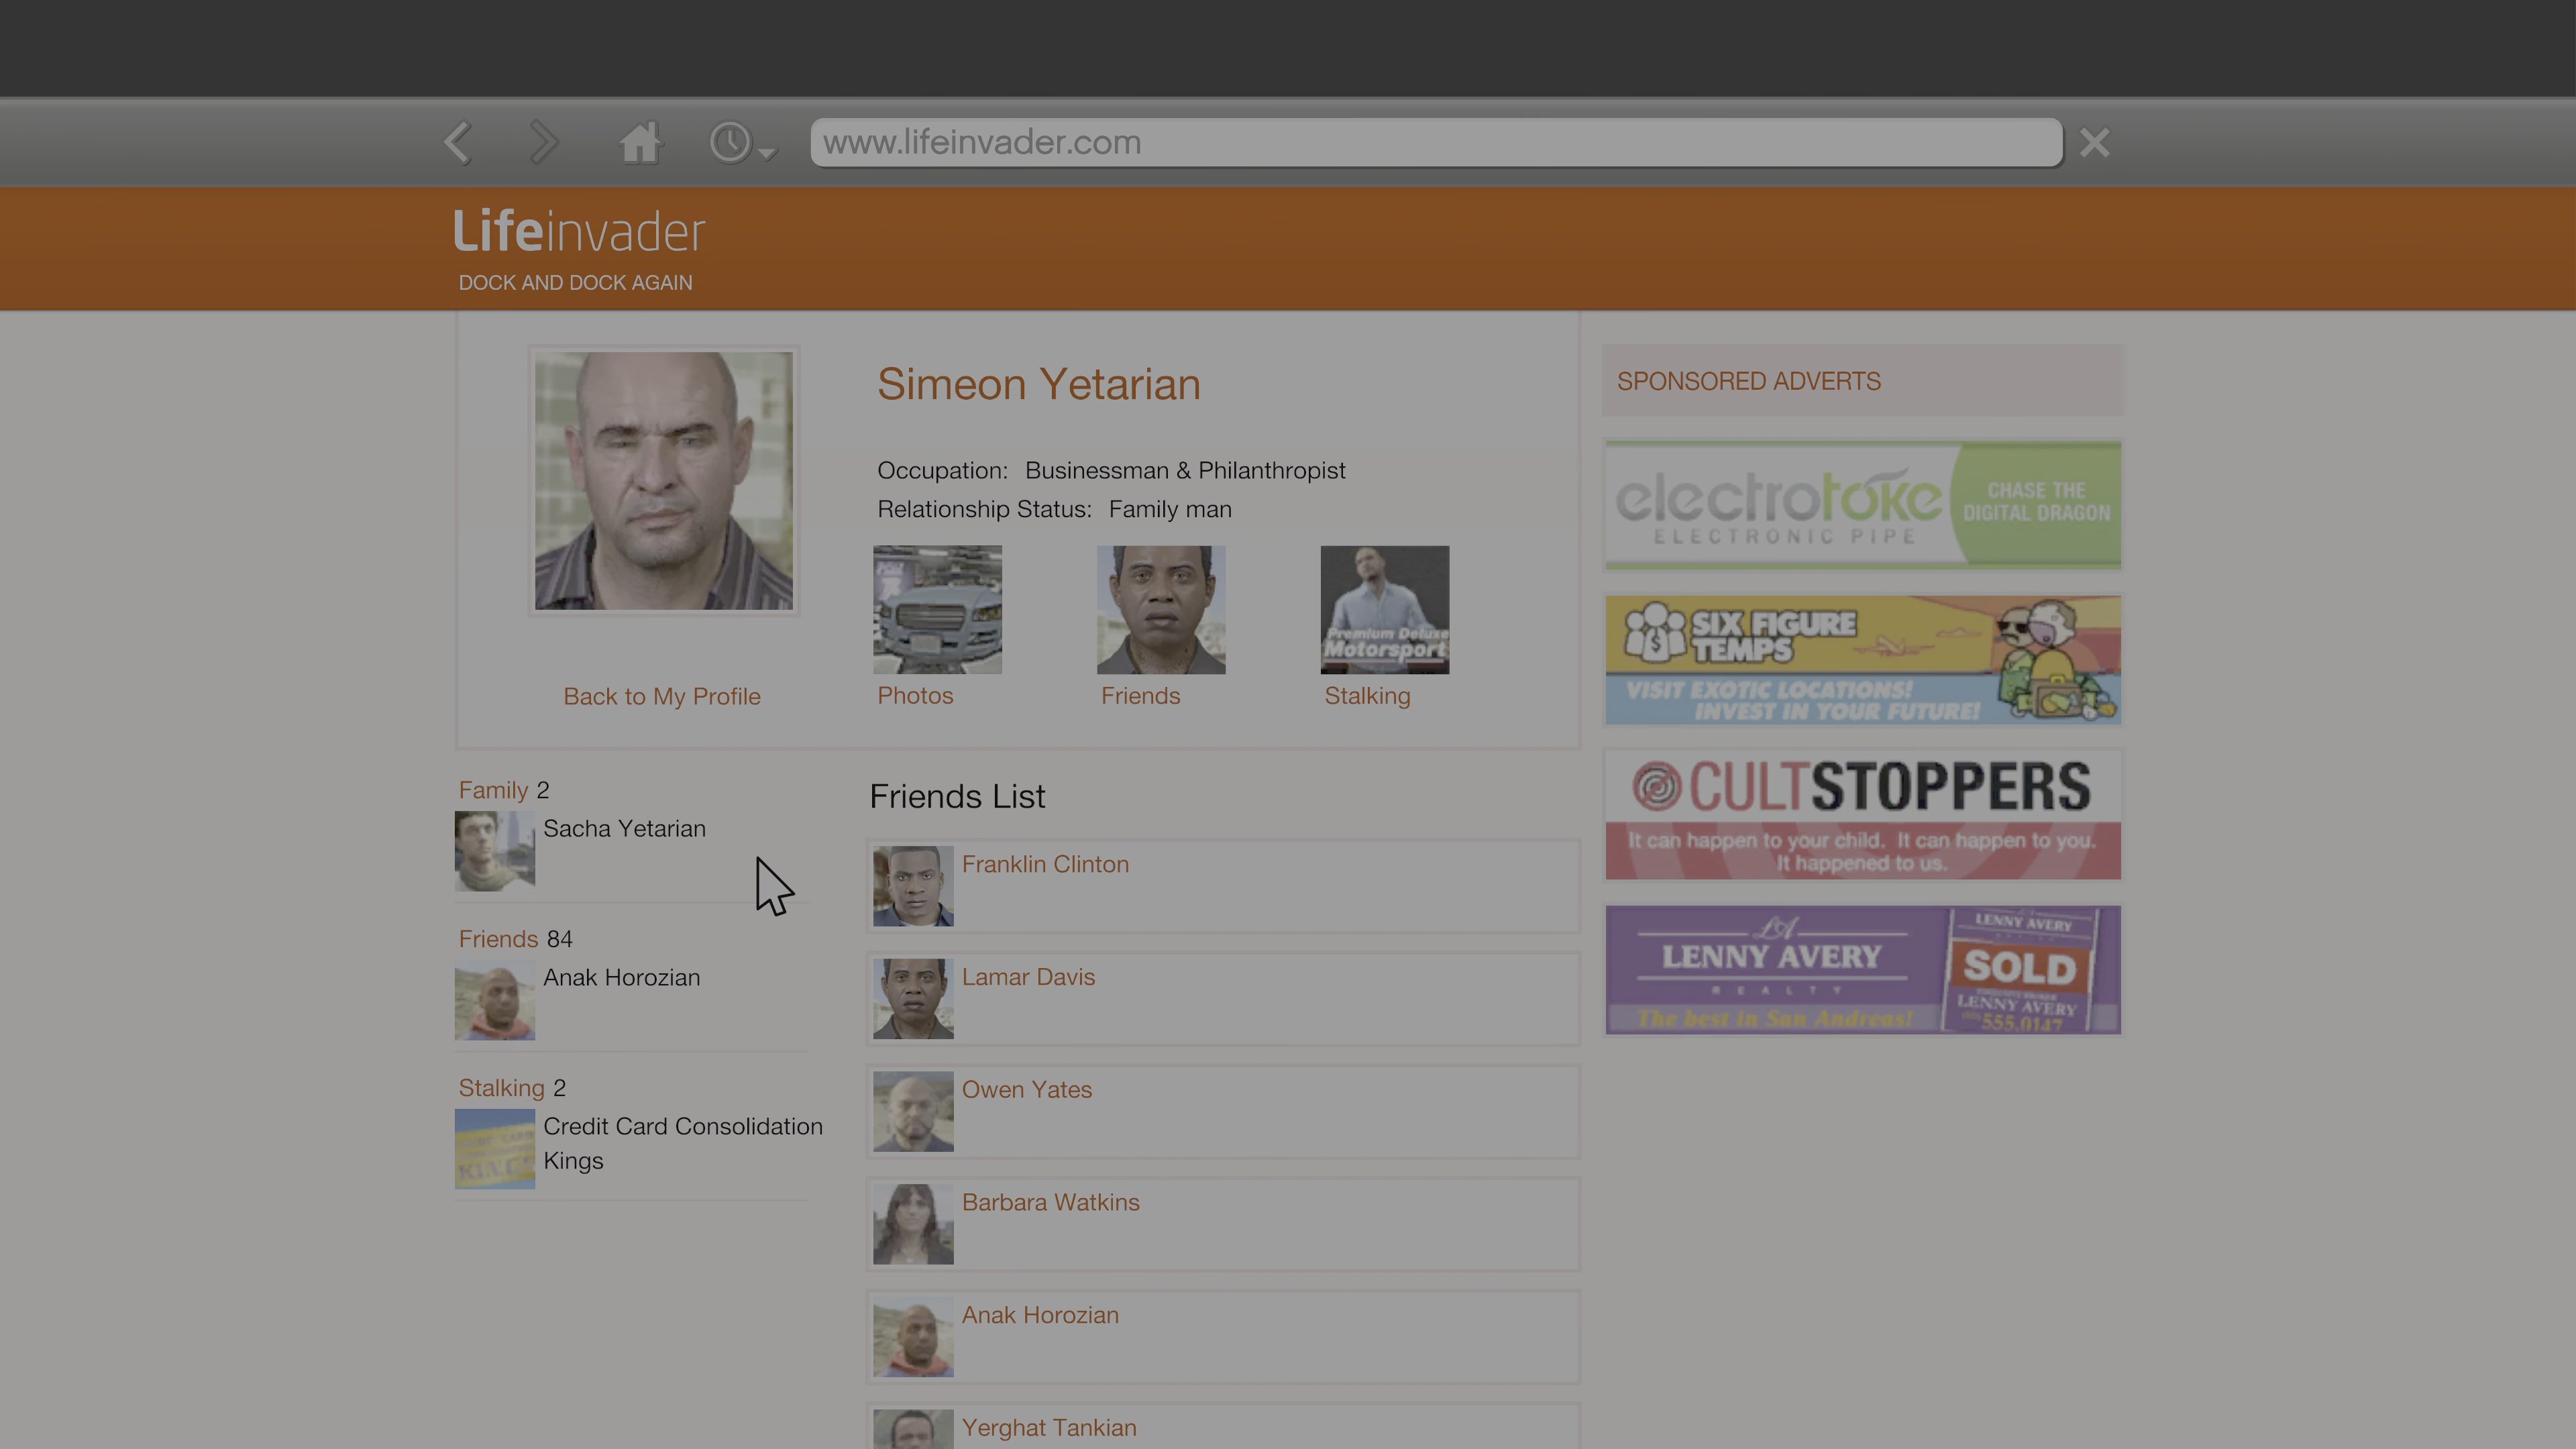 www.lifeinvader.com
Lifeinvader
DOCK AND DOCK AGAIN
Simeon Yetarian
Occupation: Businessman & Philanthropist
Relationship Status: Family man
Premium Deluxe
Motorsport
Back to My Profile
Photos
Friends
Stalking
Family 2
Sacha Yetarian
Friends 84
Anak Horozian
Stalking 2
Credit Card Consolidation
Kings
KINGS
Friends List
Franklin Clinton
Lamar Davis
Owen Yates
Barbara Watkins
Anak Horozian
Yerghat Tankian
SPONSORED ADVERTS
electrotoke
ELECTRONIC PIPE
CHASE THE
DIGITAL DRAGON
SIX FIGURE
TEMPS
VISIT EXOTIC LOCATIONS!
INVEST IN YOUR FUTURE!
CULTSTOPPERS
It can happen to your child. It can happen to you.
It happened to us.
LA
LENNY AVERY
REALTY
The best in San Andreas!
LENNY AVERY
SOLD
LENNY AVERY
555.0147